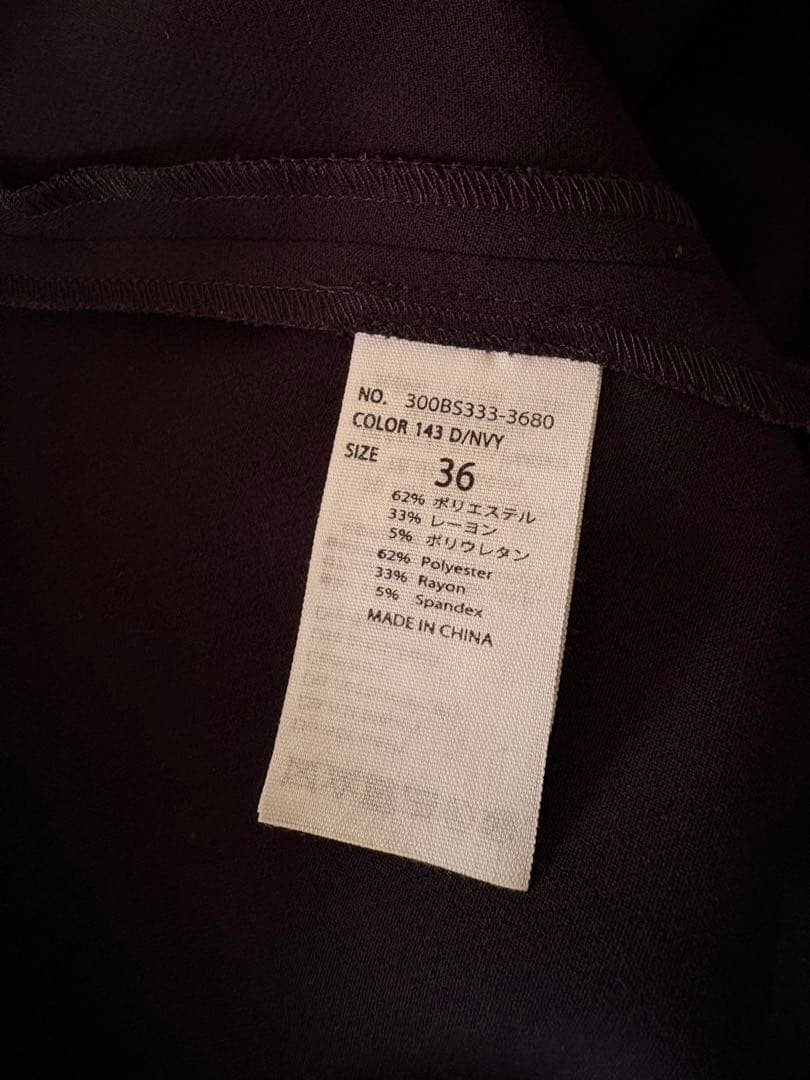 NO. 300BS333-3680
COLOR 143 D/NVY
SIZE 36
62% ポリエステル
33% レーヨン
5% ポリウレタン
62% Polyester
33% Rayon
5% Spandex
MADE IN CHINA